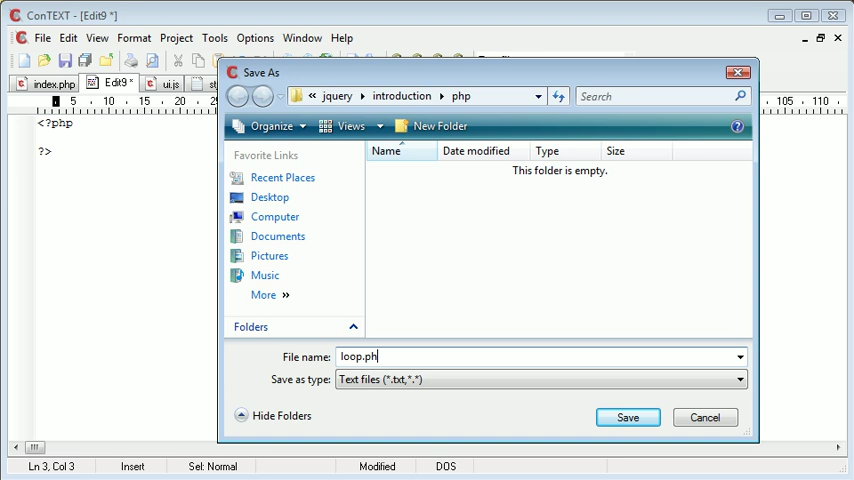 ConTEXT - [Edit9 *]
File Edit View Format Project Tools Options Window Help
Save As
index.php Edit9* ui.js
« jquery introduction php Search
5 10 15 20 105 110
Organize Views New Folder
<?php
Favorite Links Name Date modified Type Size
?>
This folder is empty.
Recent Places
Desktop
Computer
Documents
Pictures
Music
More »
Folders
File name: loop.ph
Save as type: Text files (*.txt,*.*)
Hide Folders Save Cancel
Ln 3, Col 3 Insert Sel: Normal Modified DOS